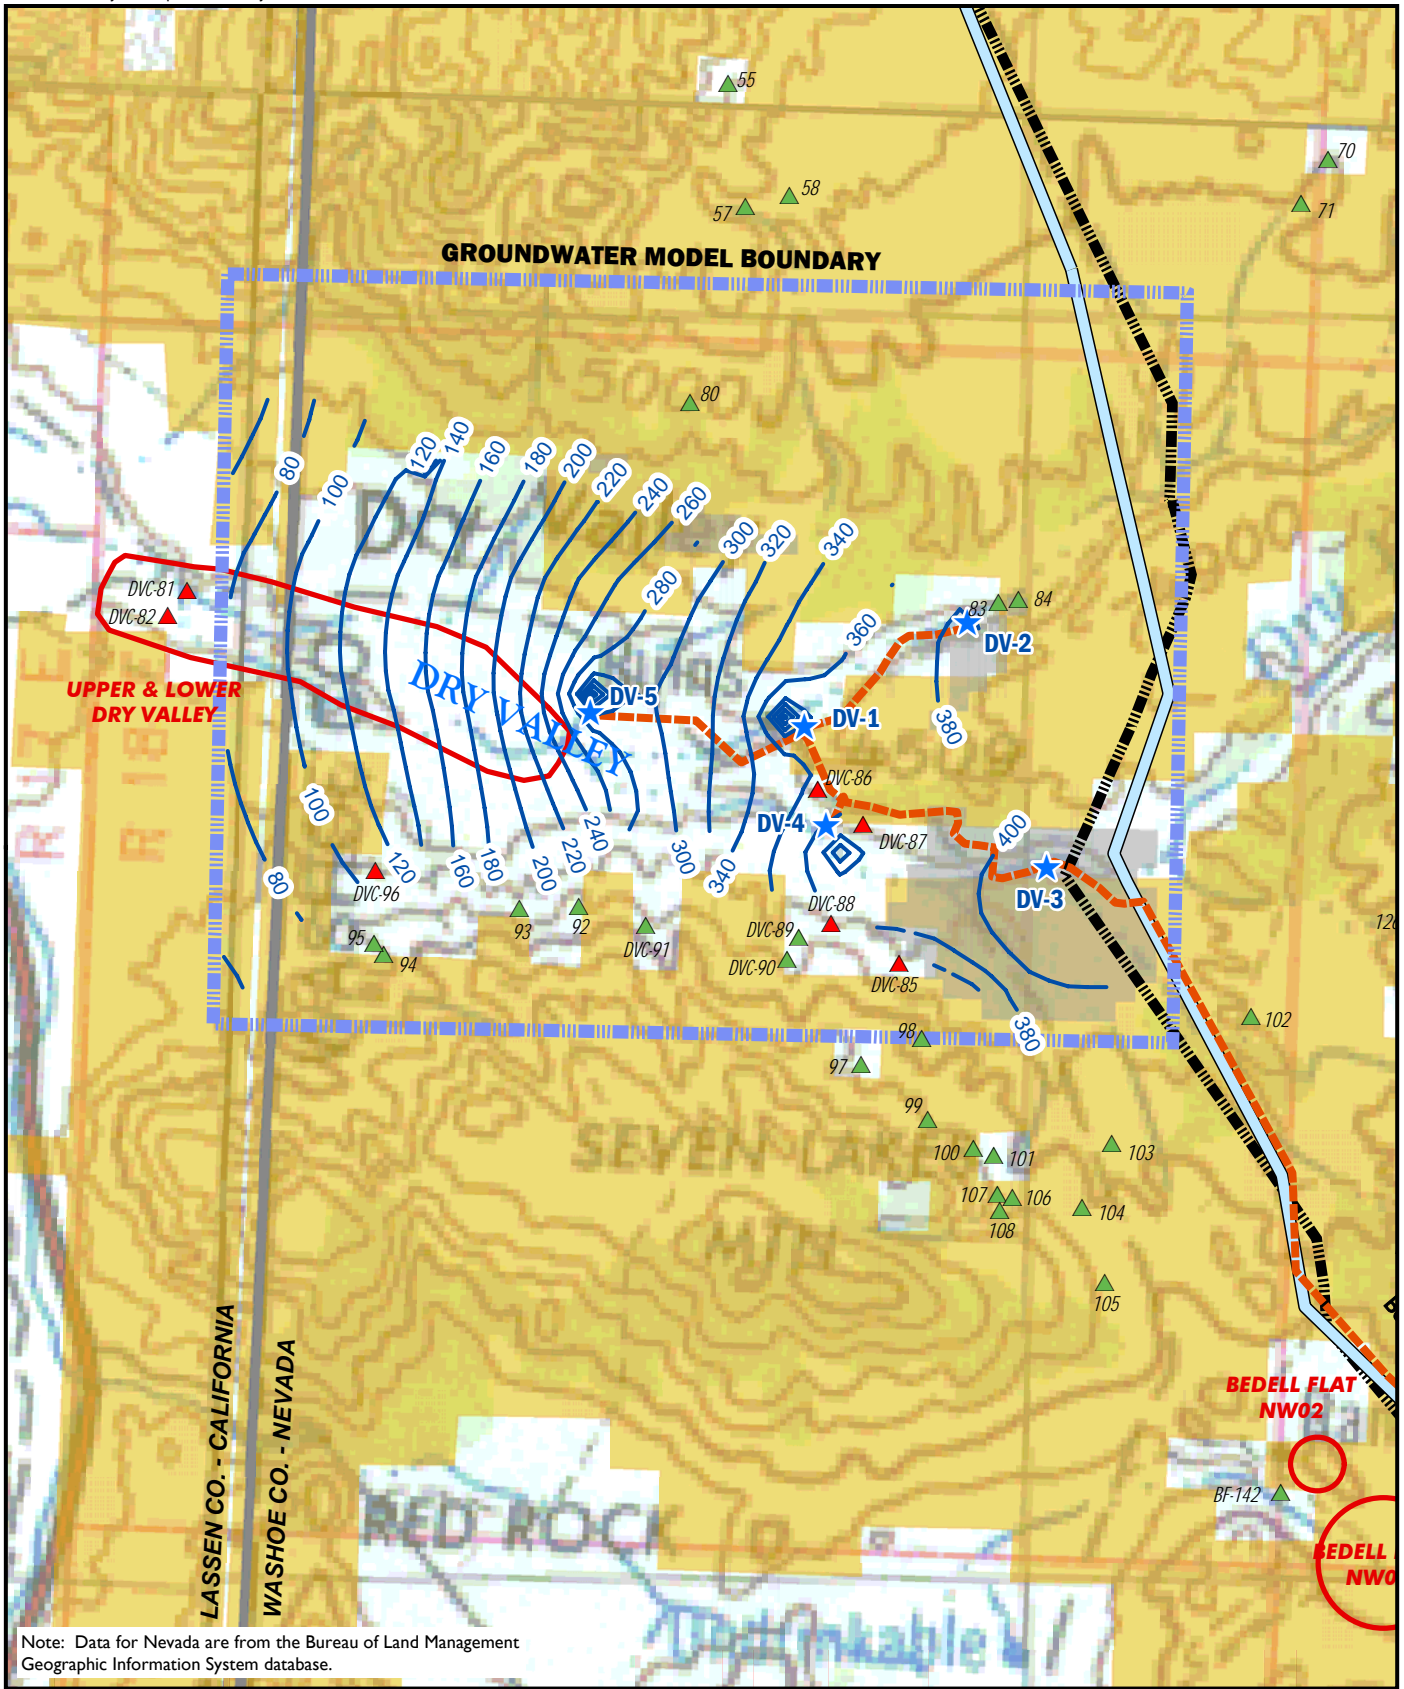 55
70
58
57
71
GROUNDWATER MODEL BOUNDARY
80
140
120
160
180
200
80
220
100
240
260
300
320
340
DVC-81
DVC-82
280
83
84
360
DV-2
UPPER & LOWER
DRY VALLEY
DRY VALLEY
DV-5
DV-1
380
DVC-86
100
DV-4
400
DVC-87
240
220
300
120
160
180
200
340
80
DVC-96
DV-3
DVC-88
93
92
DVC-91
DVC-89
95
94
DVC-90
DVC-85
102
98
380
97
99
SEVEN LAKE
100
101
103
107
106
108
104
105
LASSEN CO. - CALIFORNIA
WASHOE CO. - NEVADA
BEDELL FLAT
NW02
BF-142
RED ROC
BEDELL
NW0
Note: Data for Nevada are from the Bureau of Land Management
Geographic Information System database.